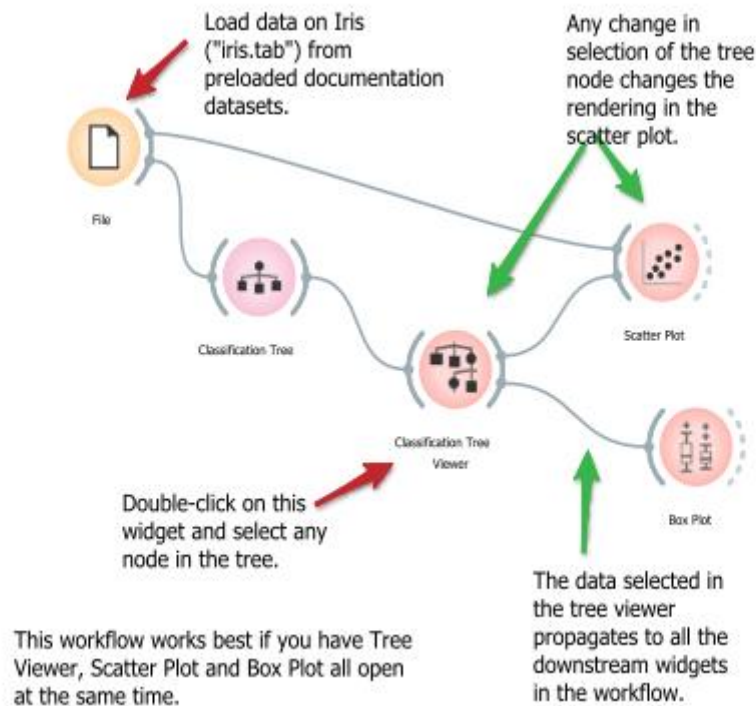 Load data on Iris
("iris.tab") from
preloaded documentation
datasets.
Any change in
selection of the tree
node changes the
rendering in the
scatter plot.
File
Classification Tree
Scatter Plot
Classification Tree
Viewer
Box Plot
Double-click on this
widget and select any
node in the tree.
The data selected in
the tree viewer
propagates to all the
downstream widgets
in the workflow.
This workflow works best if you have Tree
Viewer, Scatter Plot and Box Plot all open
at the same time.